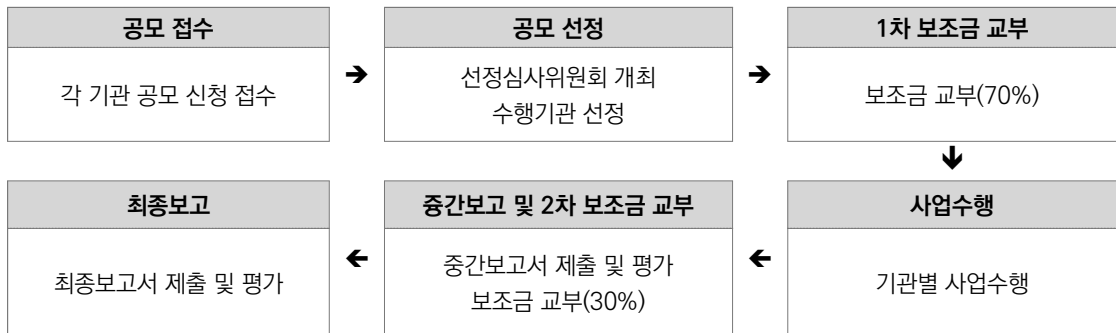 공모 접수
각 기관 공모 신청 접수
➔
공모 선정
선정심사위원회 개최
수행기관 선정
➔
1차 보조금 교부
보조금 교부(70%)
🡻
사업수행
기관별 사업수행
🡸
중간보고 및 2차 보조금 교부
중간보고서 제출 및 평가
보조금 교부(30%)
🡸
최종보고
최종보고서 제출 및 평가